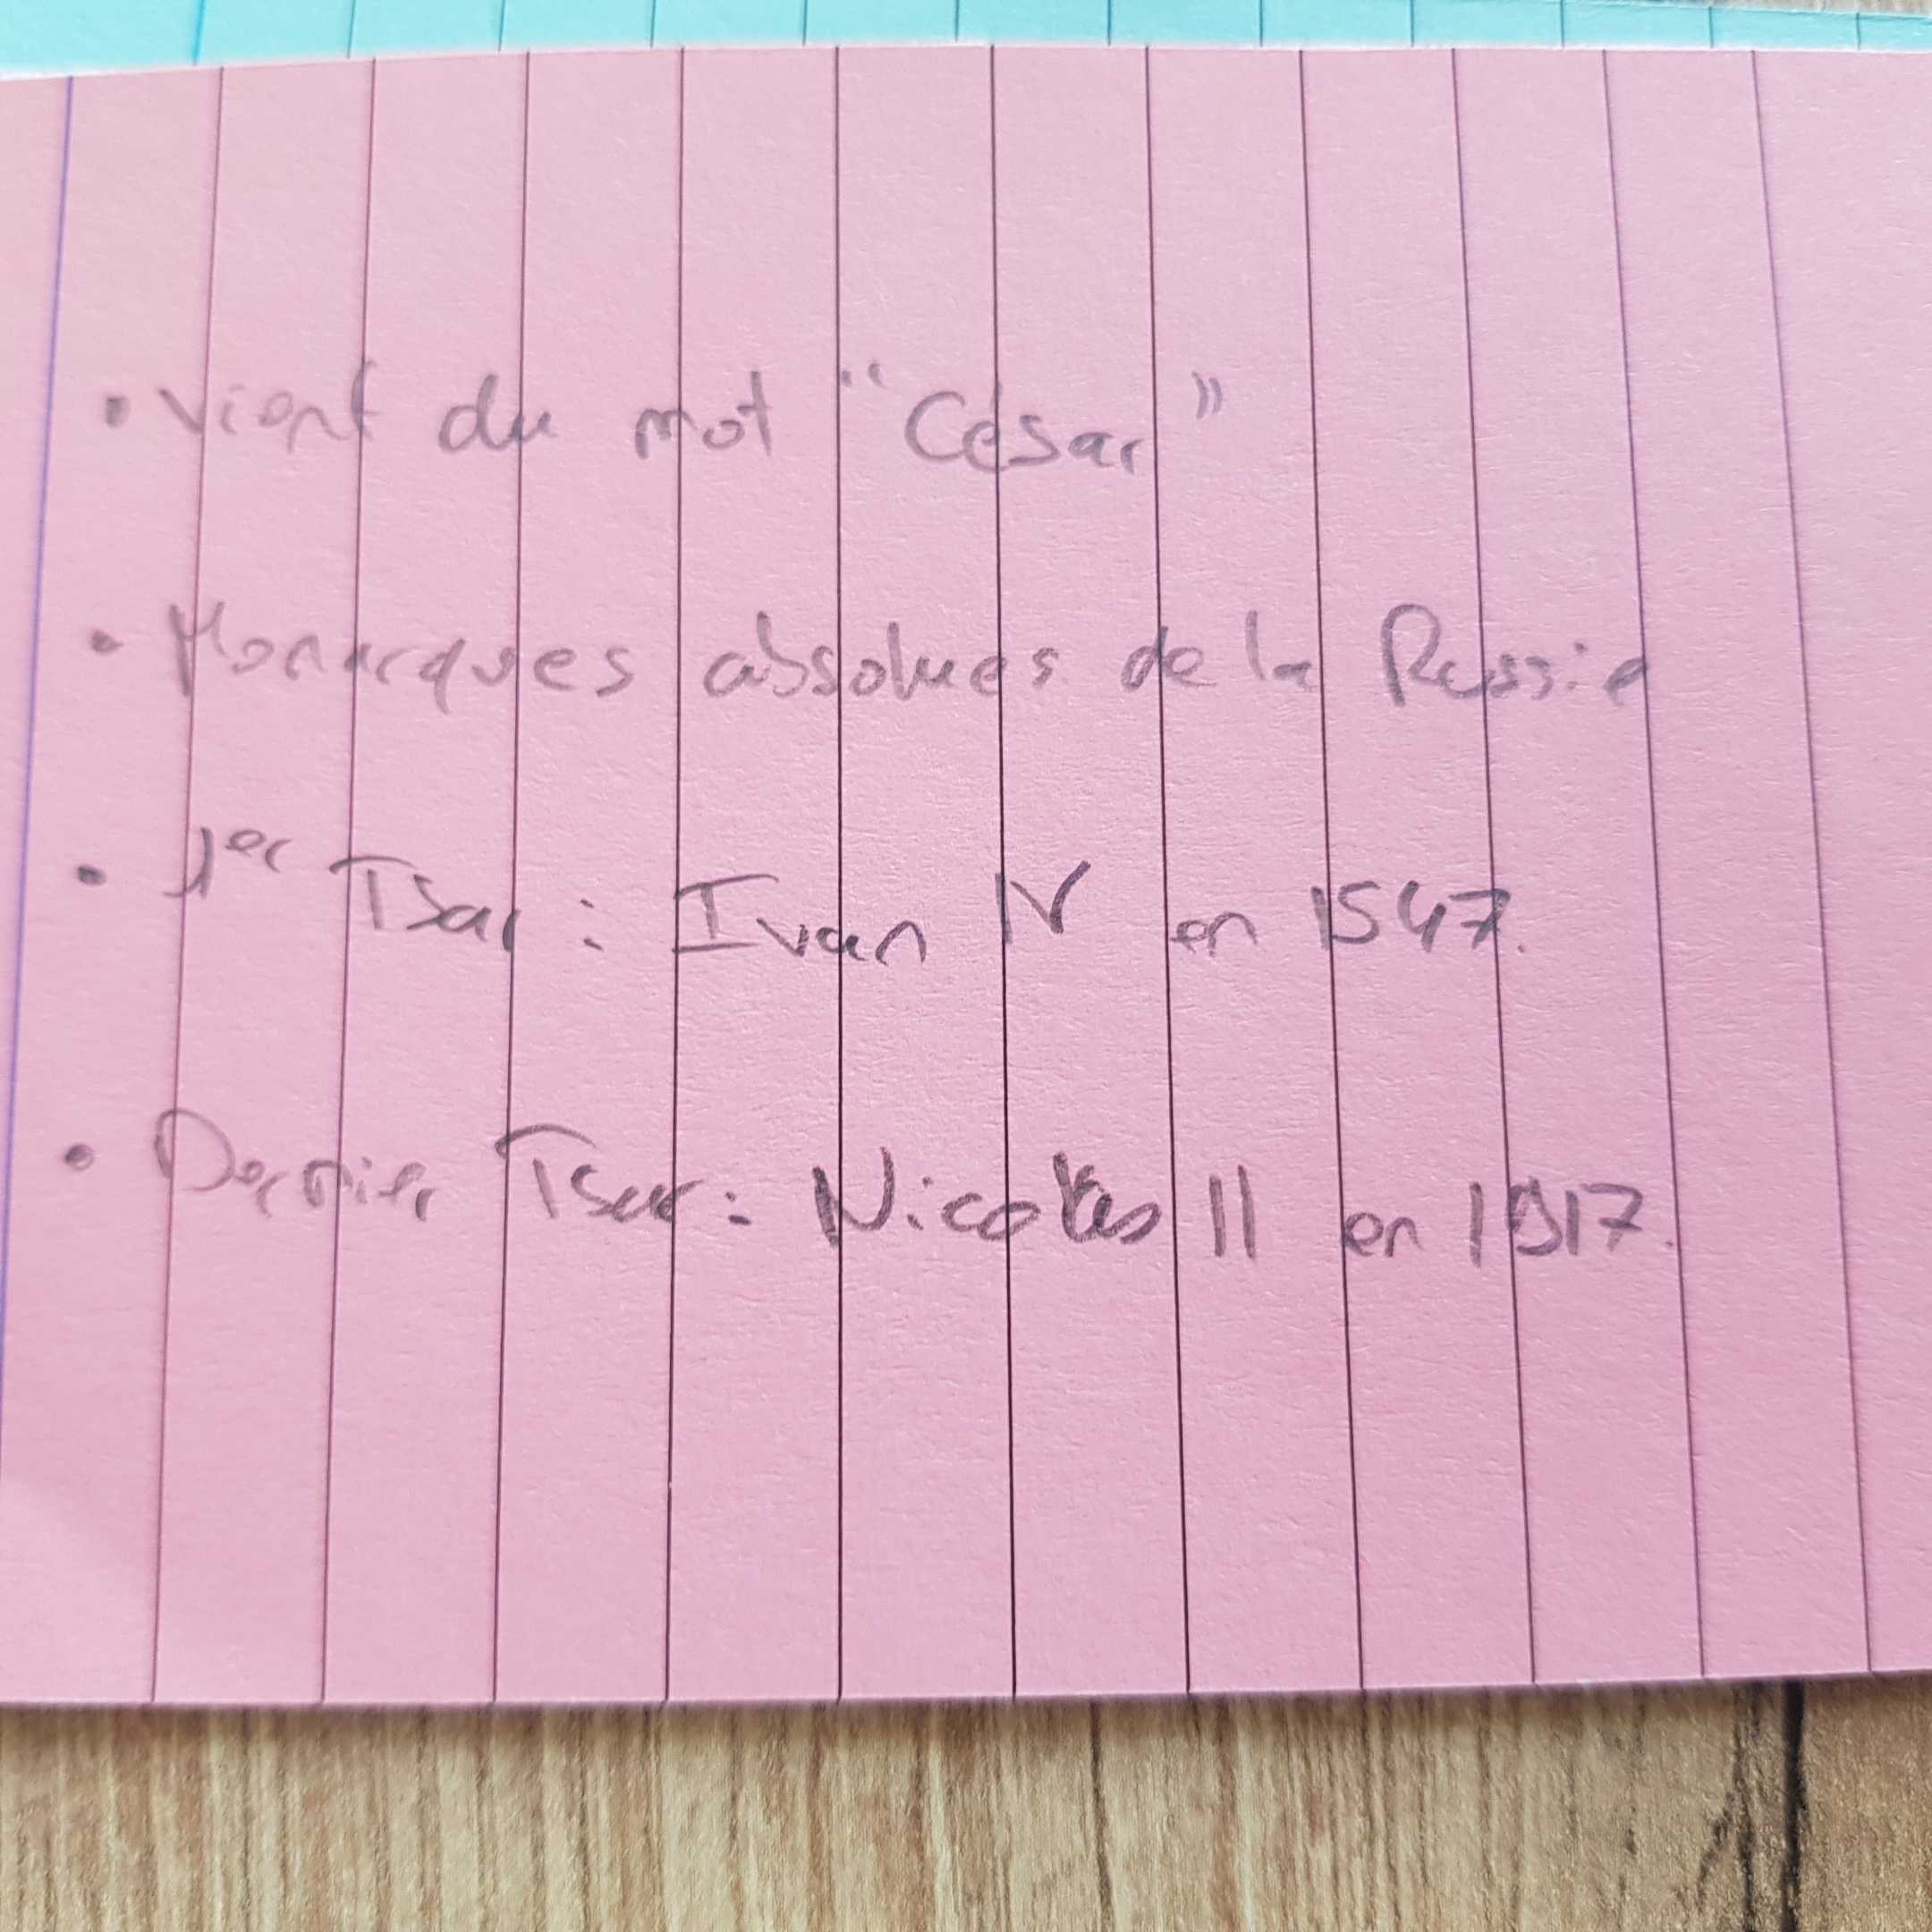 • Vient du mot "César"
• Monarques absolues de la Russie
• 1er Tsar : Ivan IV en 1547.
• Dernier Tsar : Nicolas II en 1917.